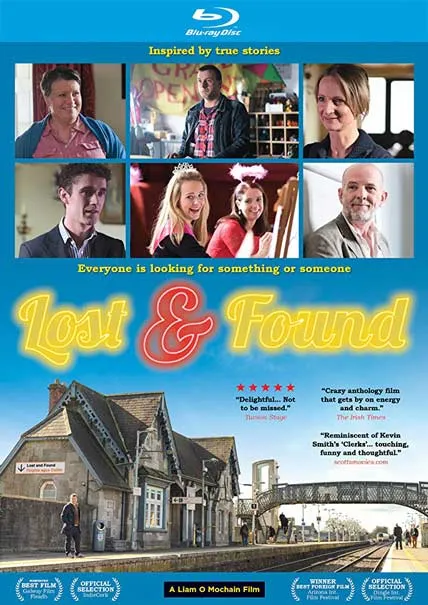 Blu-ray Disc
Inspired by true stories
GRA
OPEN
Everyone is looking for something or someone
Lost & Found
★★★★★
"Delightful... Not
to be missed."
Tucson Stage
"Crazy anthology film
that gets by on energy
and charm."
The Irish Times
"Reminiscent of Kevin
Smith's 'Clerks'... touching,
funny and thoughtful."
scottsmoviea.com
Lost and Found
BEST FILM
Galway Film
Fleadh
OFFICIAL
SELECTION
IndieCork
A Liam O Mochain Film
WINNER
BEST FOREIGN FILM
Arizona Int.
Film Festival
OFFICIAL
SELECTION
Dingle Int.
Film Festival